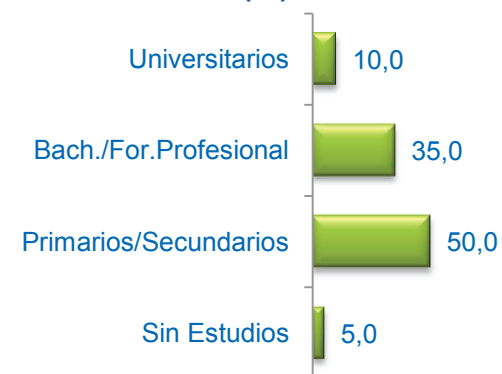 Universitarios 10,0
Bach./For.Profesional 35,0
Primarios/Secundarios 50,0
Sin Estudios 5,0